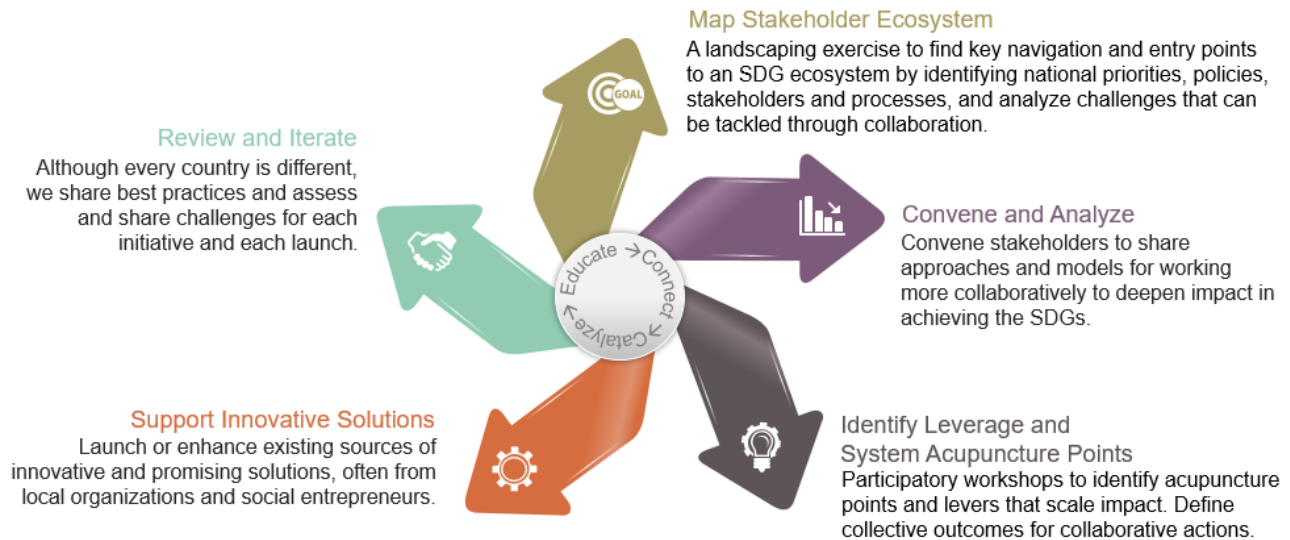 Map Stakeholder Ecosystem
A landscaping exercise to find key navigation and entry points
to an SDG ecosystem by identifying national priorities, policies,
stakeholders and processes, and analyze challenges that can
be tackled through collaboration.
GOAL
Convene and Analyze
Convene stakeholders to share
approaches and models for working
more collaboratively to deepen impact in
achieving the SDGs.
Identify Leverage and
System Acupuncture Points
Participatory workshops to identify acupuncture
points and levers that scale impact. Define
collective outcomes for collaborative actions.
Support Innovative Solutions
Launch or enhance existing sources of
innovative and promising solutions, often from
local organizations and social entrepreneurs.
Review and Iterate
Although every country is different,
we share best practices and assess
and share challenges for each
initiative and each launch.
Educate → Connect → Catalyze →